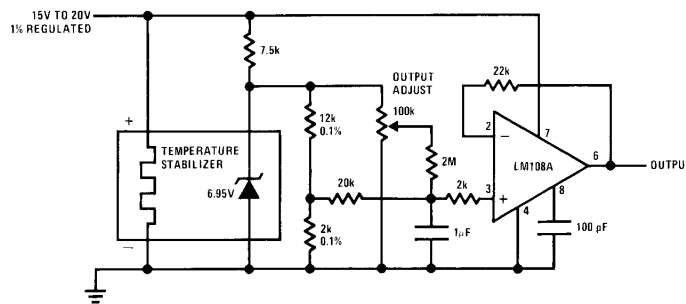 15V TO 20V
1% REGULATED
7.5k
OUTPUT
ADJUST
22k
+
TEMPERATURE
STABILIZER
6.95V
12k
0.1%
100k
2M
2
−
7
LM108A
6
OUTPU
20k
2k
3
+
8
4
−
2k
0.1%
1μF
100 pF